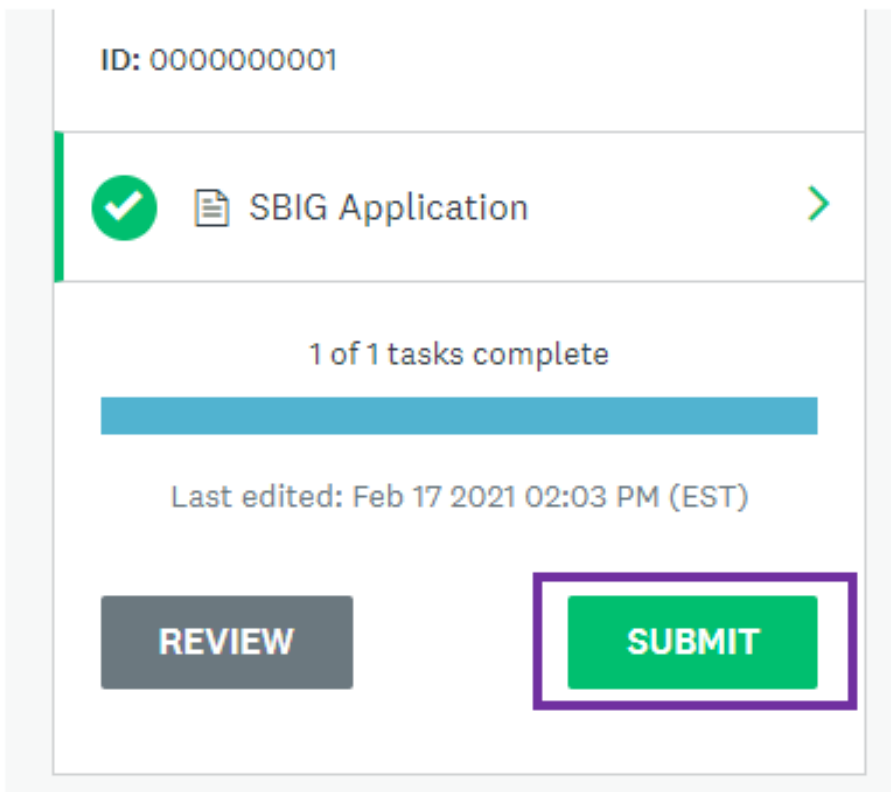 ID: 0000000001
SBIG Application
1 of 1 tasks complete
Last edited: Feb 17 2021 02:03 PM (EST)
REVIEW
SUBMIT